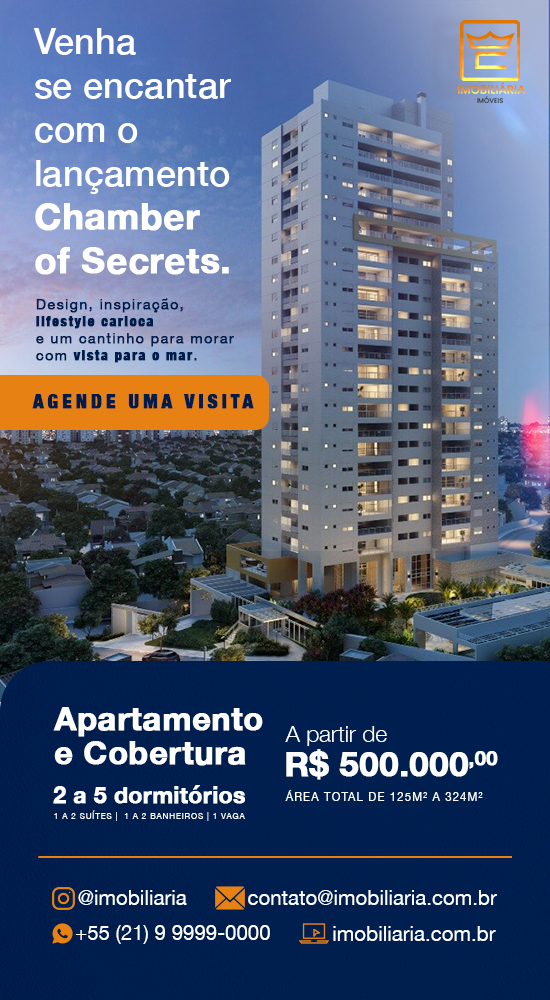 Venha
se encantar
com o
lançamento
Chamber
of Secrets.
IMOBILIÁRIA
IMÓVEIS
Design, inspiração,
lifestyle carioca
e um cantinho para morar
com vista para o mar.
AGENDE UMA VISITA
Apartamento
e Cobertura
2 a 5 dormitórios
1 A 2 SUÍTES | 1 A 2 BANHEIROS | 1 VAGA
A partir de
R$ 500.000,00
ÁREA TOTAL DE 125M² A 324M²
@imobiliaria
contato@imobiliaria.com.br
+55 (21) 9 9999-0000
imobiliaria.com.br